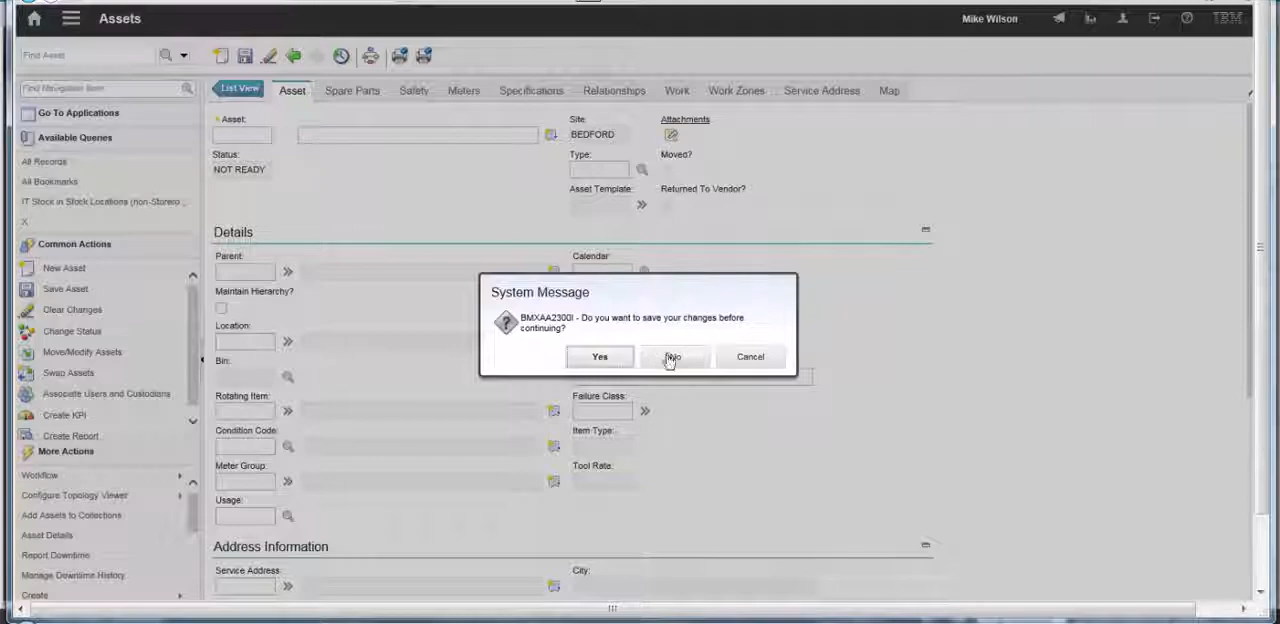 Assets
Mike Wilson
IBM
Find Asset
Find Navigation Item
List View
Asset
Spare Parts
Safety
Meters
Specifications
Relationships
Work
Work Zones
Service Address
Map
Go To Applications
Available Queries
All Records
All Bookmarks
IT Stock in Stock Locations (non-Storero ...
X
Common Actions
New Asset
Save Asset
Clear Changes
Change Status
Move/Modify Assets
Swap Assets
Associate Users and Custodians
Create KPI
Create Report
More Actions
Workflow
Configure Topology Viewer
Add Assets to Collections
Asset Details
Report Downtime
Manage Downtime History
Create
* Asset:
Site:
BEDFORD
Attachments
Status:
NOT READY
Type:
Moved?
Asset Template:
Returned To Vendor?
Details
Parent:
Calendar
Maintain Hierarchy?
Location:
Bin:
Rotating Item:
Failure Class:
Condition Code:
Item Type:
Meter Group:
Tool Rate:
Usage:
Address Information
Service Address:
City:
System Message
BMXAA2300I - Do you want to save your changes before
continuing?
Yes
No
Cancel